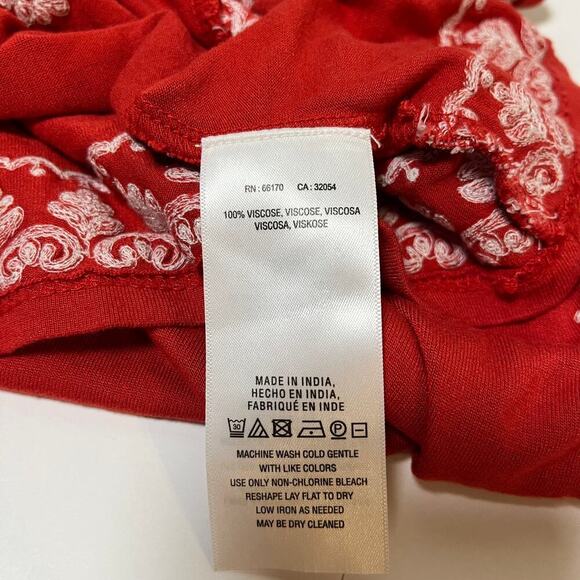 RN : 66170 CA : 32054
100% VISCOSE, VISCOSE, VISCOSA
VISCOSA, VISKOSE
MADE IN INDIA,
HECHO EN INDIA,
FABRIQUÉ EN INDE
30 P
MACHINE WASH COLD GENTLE
WITH LIKE COLORS
USE ONLY NON-CHLORINE BLEACH
RESHAPE LAY FLAT TO DRY
LOW IRON AS NEEDED
MAY BE DRY CLEANED